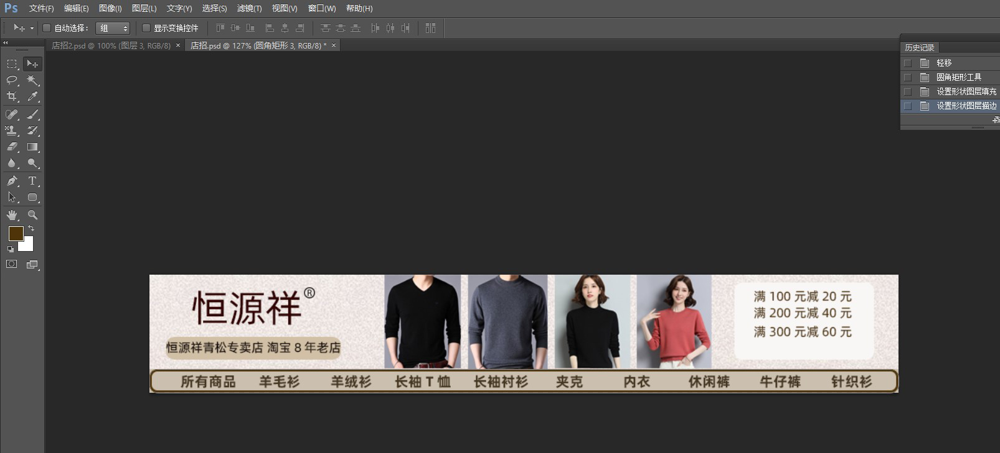 Ps 文件(F) 编辑(E) 图像(I) 图层(L) 文字(Y) 选择(S) 滤镜(T) 视图(V) 窗口(W) 帮助(H)
自动选择： 组 显示变换控件
店招2.psd @ 100% (图层 3, RGB/8) × 店招.psd @ 127% (圆角矩形 3, RGB/8) * ×
历史记录
轻移
圆角矩形工具
设置形状图层填充
设置形状图层描边
T
恒源祥®
恒源祥青松专卖店 淘宝 8 年老店
满 100 元减 20 元
满 200 元减 40 元
满 300 元减 60 元
所有商品 羊毛衫 羊绒衫 长袖 T 恤 长袖衬衫 夹克 内衣 休闲裤 牛仔裤 针织衫